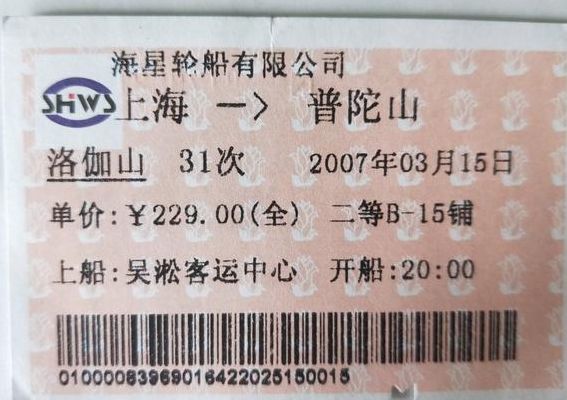 海星轮船有限公司
SHWS
上海 —> 普陀山
洛伽山 31次 2007年03月15日
单价:￥229.00(全) 二等B-15铺
上船:吴淞客运中心 开船:20:00
0100008396901642202515 0015